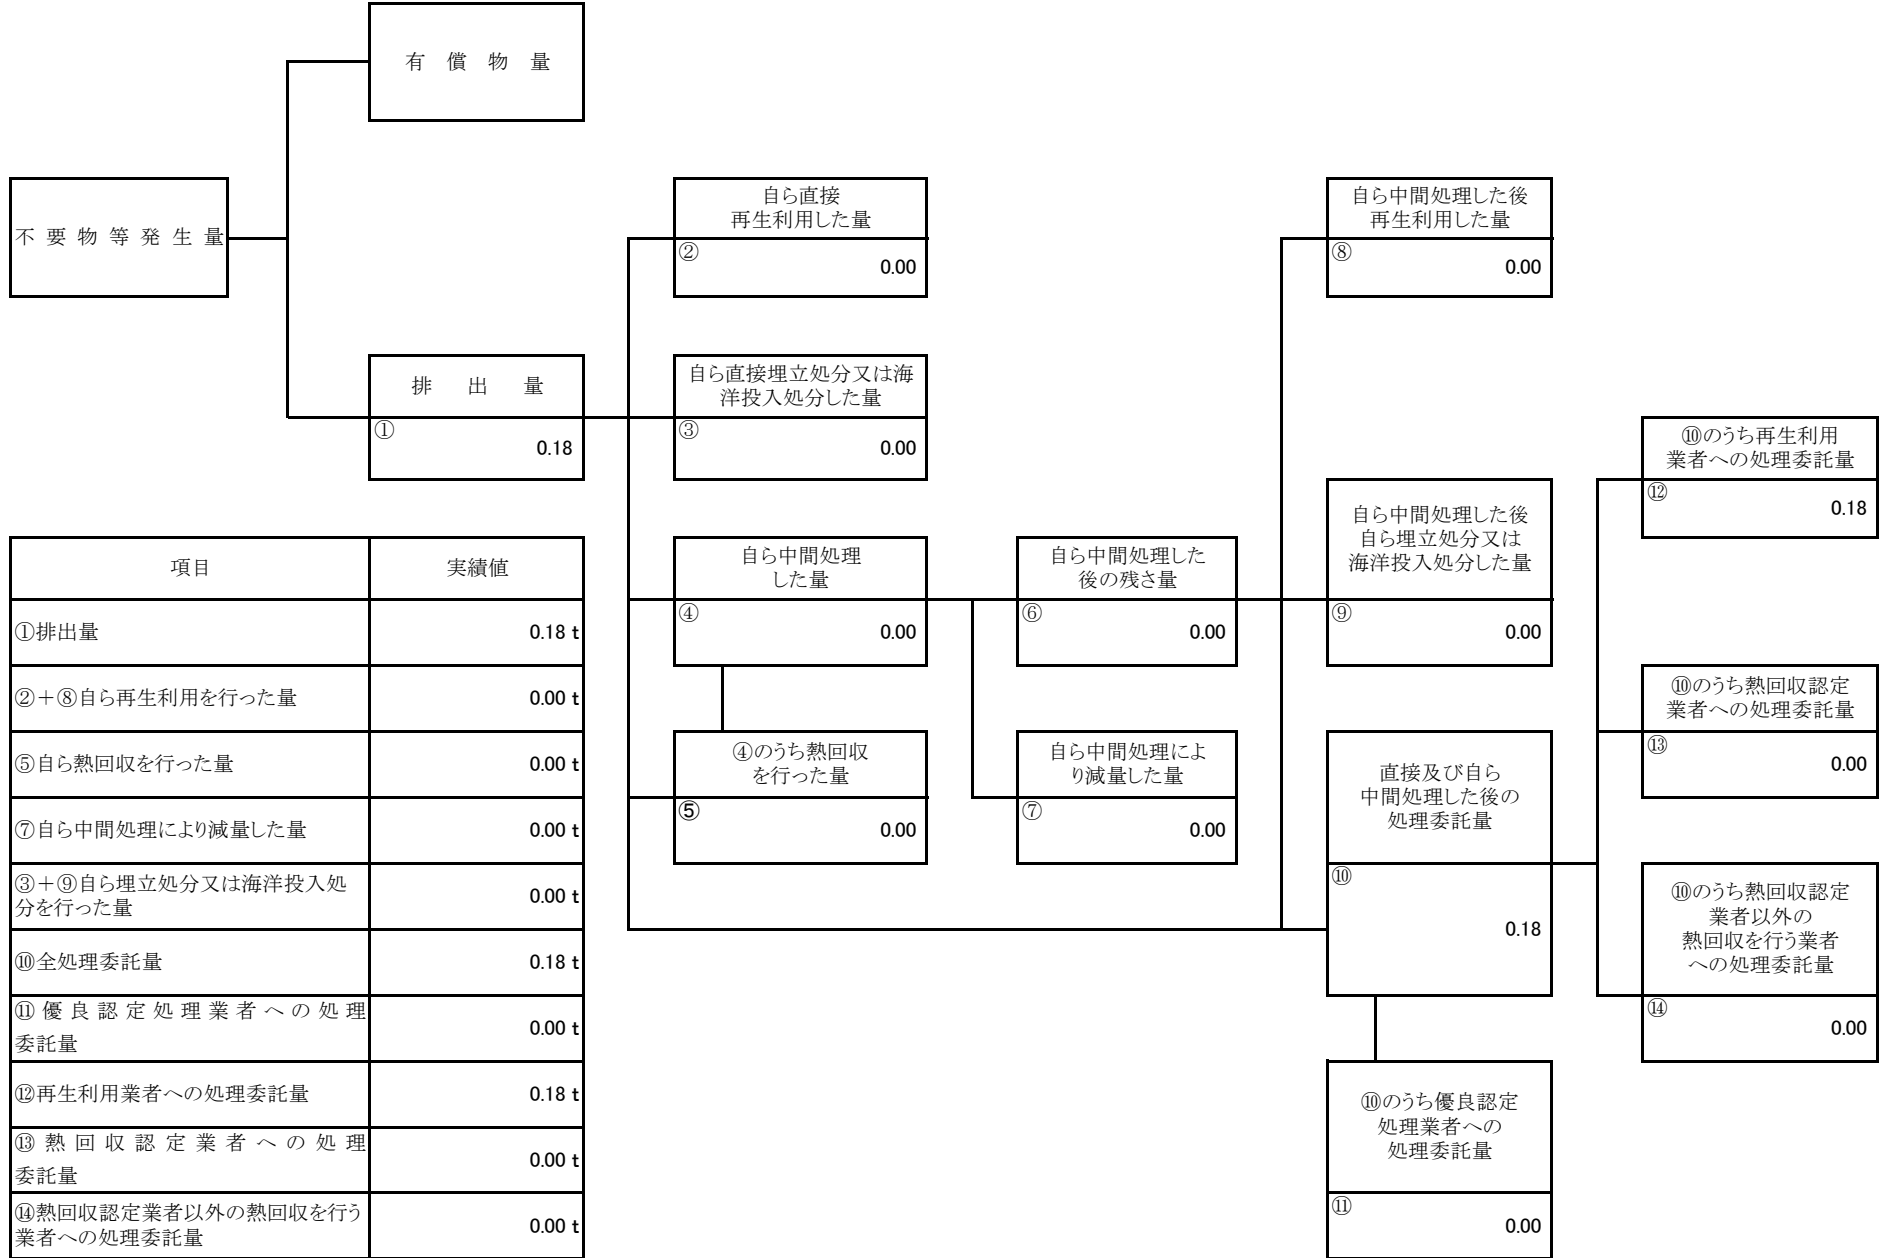 有 償 物 量
不 要 物 等 発 生 量
自ら直接
再生利用した量
②
0.00
自ら中間処理した後
再生利用した量
⑧
0.00
排 出 量
①
0.18
自ら直接埋立処分又は海
洋投入処分した量
③
0.00
⑩のうち再生利用
業者への処理委託量
⑫
0.18
自ら中間処理した後
自ら埋立処分又は
海洋投入処分した量
⑨
0.00
自ら中間処理
した量
④
0.00
自ら中間処理した
後の残さ量
⑥
0.00
④のうち熱回収
を行った量
⑤
0.00
自ら中間処理によ
り減量した量
⑦
0.00
直接及び自ら
中間処理した後の
処理委託量
⑩
0.18
⑩のうち熱回収認定
業者への処理委託量
⑬
0.00
⑩のうち熱回収認定
業者以外の
熱回収を行う業者
への処理委託量
⑭
0.00
⑩のうち優良認定
処理業者への
処理委託量
⑪
0.00
項目 実績値
①排出量 0.18 t
②＋⑧自ら再生利用を行った量 0.00 t
⑤自ら熱回収を行った量 0.00 t
⑦自ら中間処理により減量した量 0.00 t
③＋⑨自ら埋立処分又は海洋投入処
分を行った量 0.00 t
⑩全処理委託量 0.18 t
⑪優良認定処理業者への処理
委託量 0.00 t
⑫再生利用業者への処理委託量 0.18 t
⑬熱回収認定業者への処理
委託量 0.00 t
⑭熱回収認定業者以外の熱回収を行う
業者への処理委託量 0.00 t